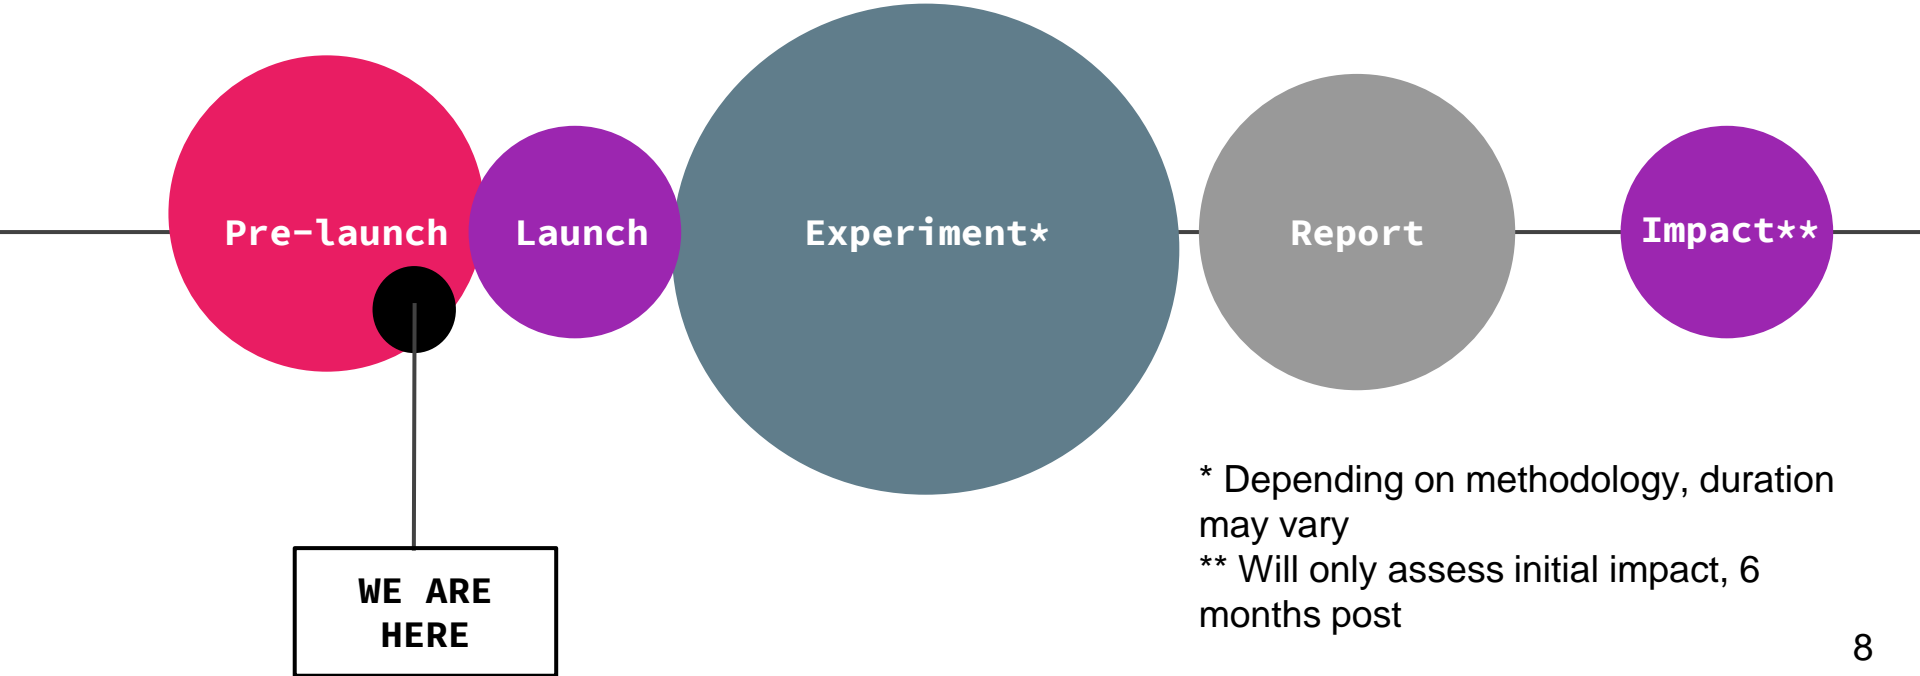 Pre-launch
Launch
Experiment*
Report
Impact**
WE ARE
HERE
* Depending on methodology, duration
may vary
** Will only assess initial impact, 6
months post
8